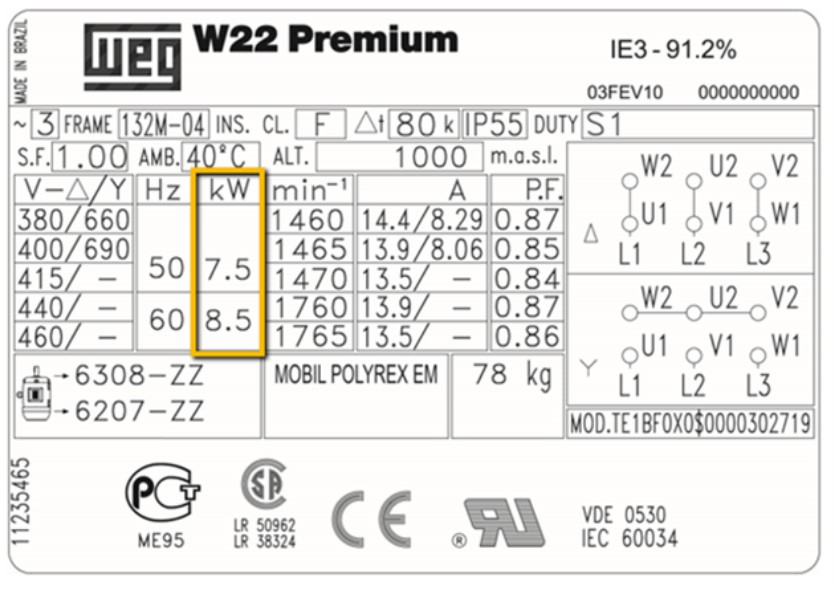 MADE IN BRAZIL
WEG W22 Premium
IE3 - 91.2%
03FEV10 0000000000
~ 3 FRAME 132M-04 INS. CL. F Δt 80 k IP55 DUTY S1
S.F. 1.00 AMB. 40°C ALT. 1000 m.a.s.l.
V-△/Y Hz kW min⁻¹ A P.F.
380/660 1460 14.4/8.29 0.87
400/690 1465 13.9/8.06 0.85
415/ - 50 7.5 1470 13.5/ - 0.84
440/ - 1760 13.9/ - 0.87
460/ - 60 8.5 1765 13.5/ - 0.86
W2 U2 V2
△ U1 V1 W1
L1 L2 L3
W2 U2 V2
Y U1 V1 W1
L1 L2 L3
→6308-ZZ MOBIL POLYREX EM 78 kg
→6207-ZZ
MOD.TE1BF0X0$0000302719
11235465
PCT
ME95
SA
LR 50962
LR 38324
CE
® RU
VDE 0530
IEC 60034